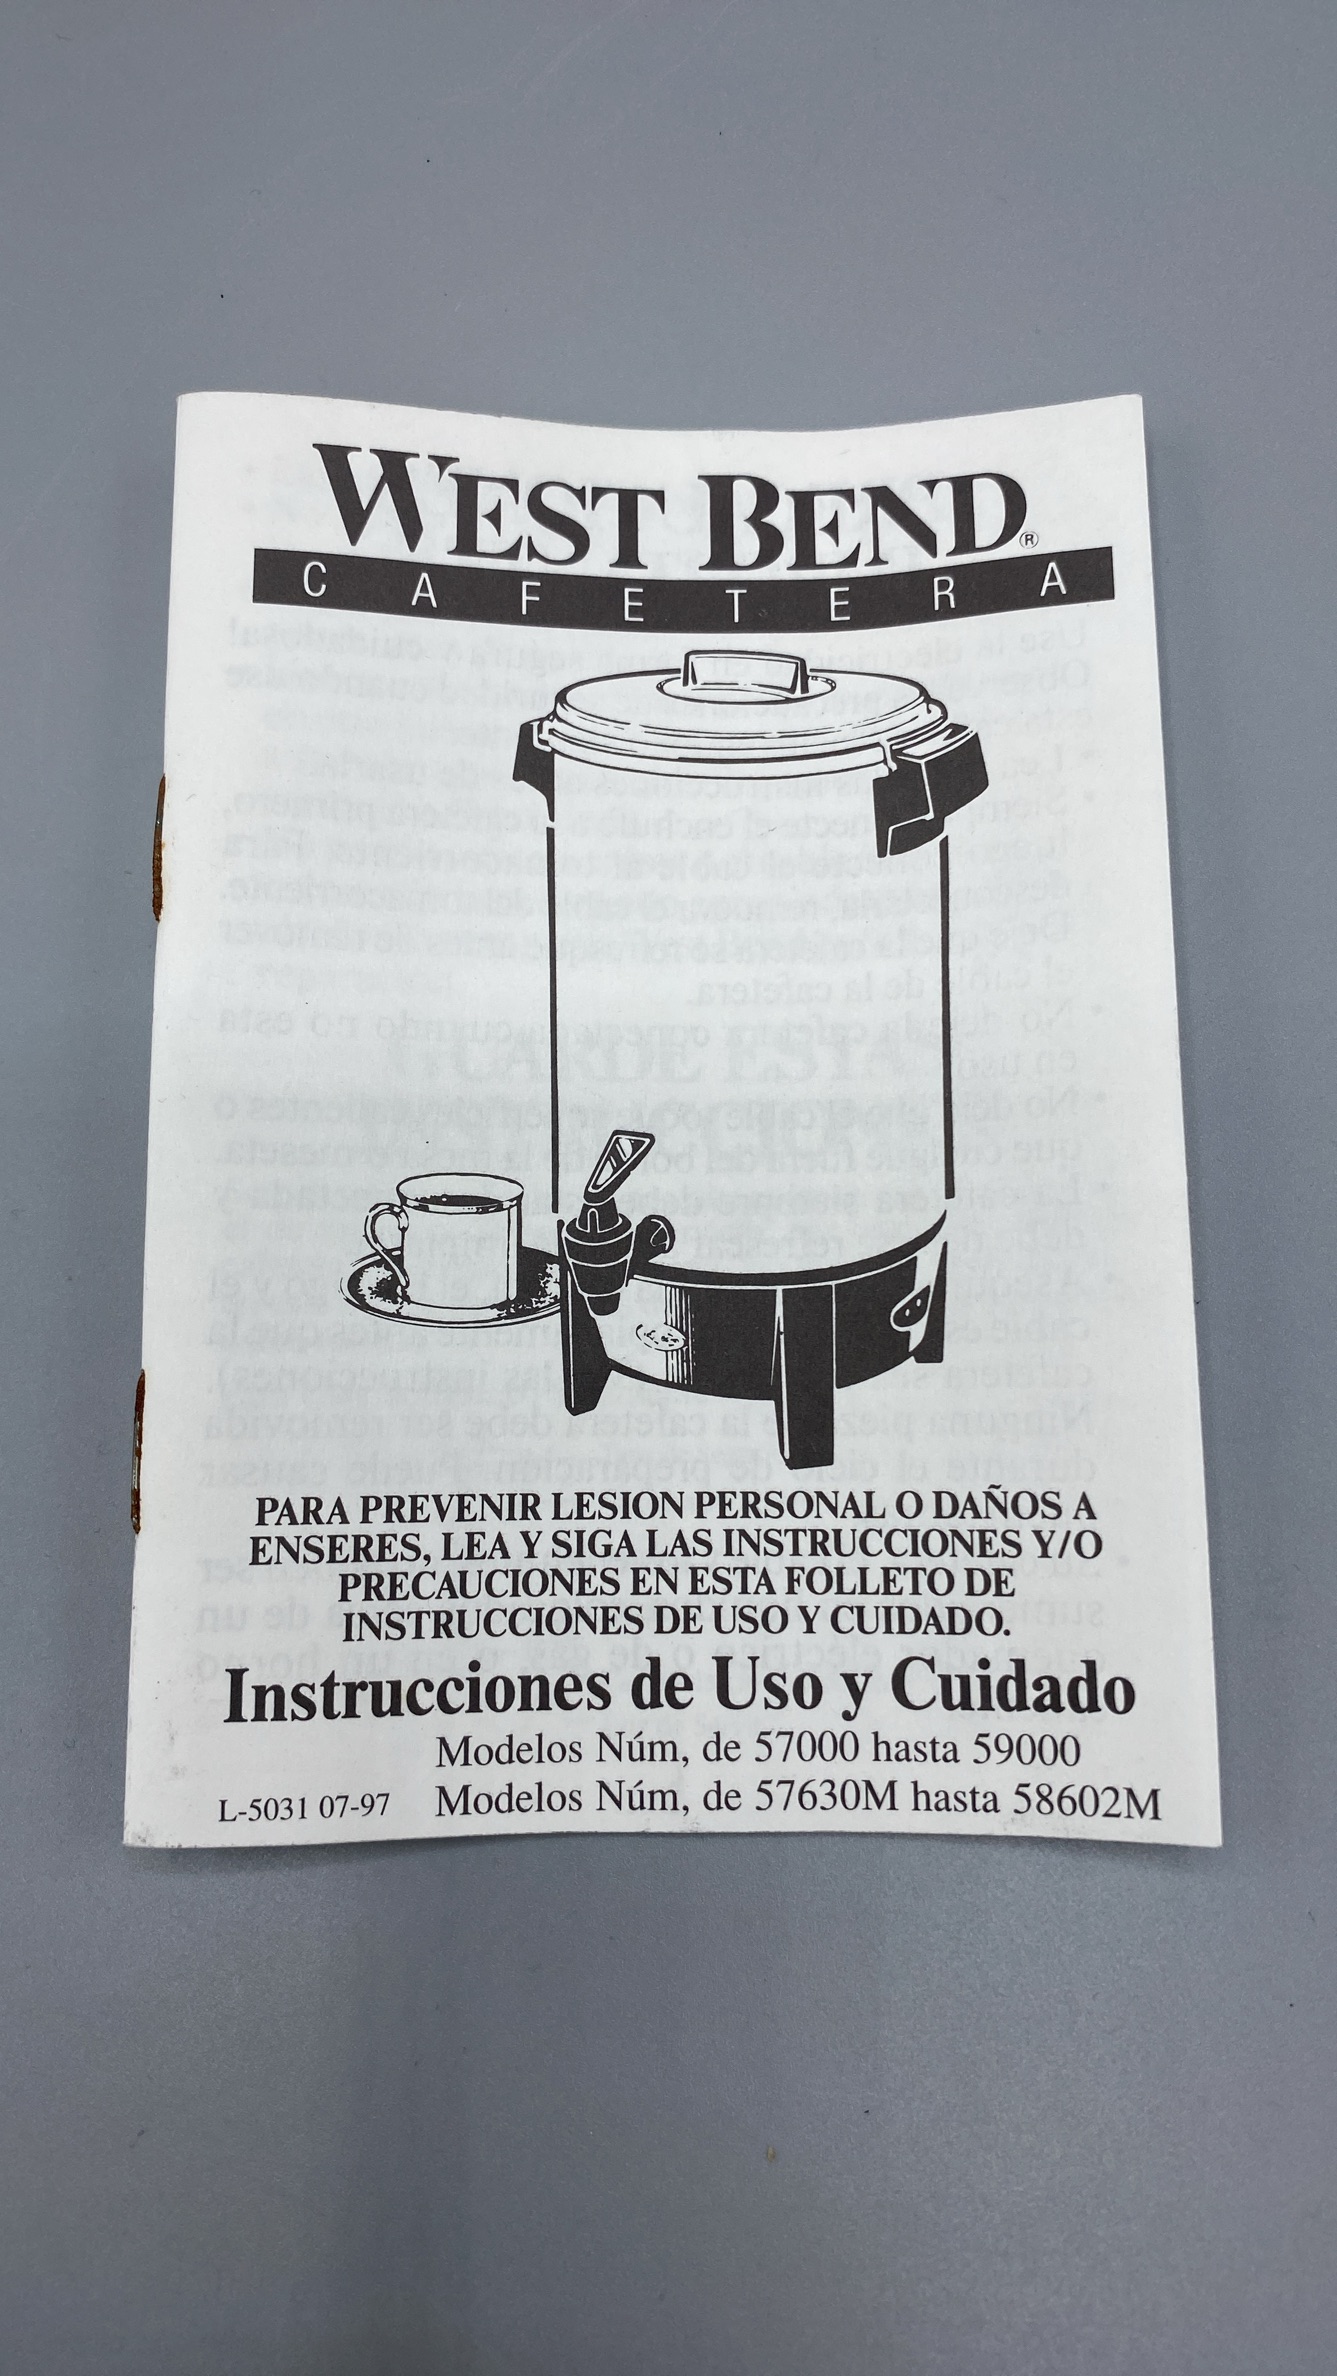 WEST BEND®
CAFETERA
PARA PREVENIR LESION PERSONAL O DAÑOS A
ENSERES, LEA Y SIGA LAS INSTRUCCIONES Y/O
PRECAUCIONES EN ESTA FOLLETO DE
INSTRUCCIONES DE USO Y CUIDADO.
Instrucciones de Uso y Cuidado
Modelos Núm, de 57000 hasta 59000
L-5031 07-97 Modelos Núm, de 57630M hasta 58602M